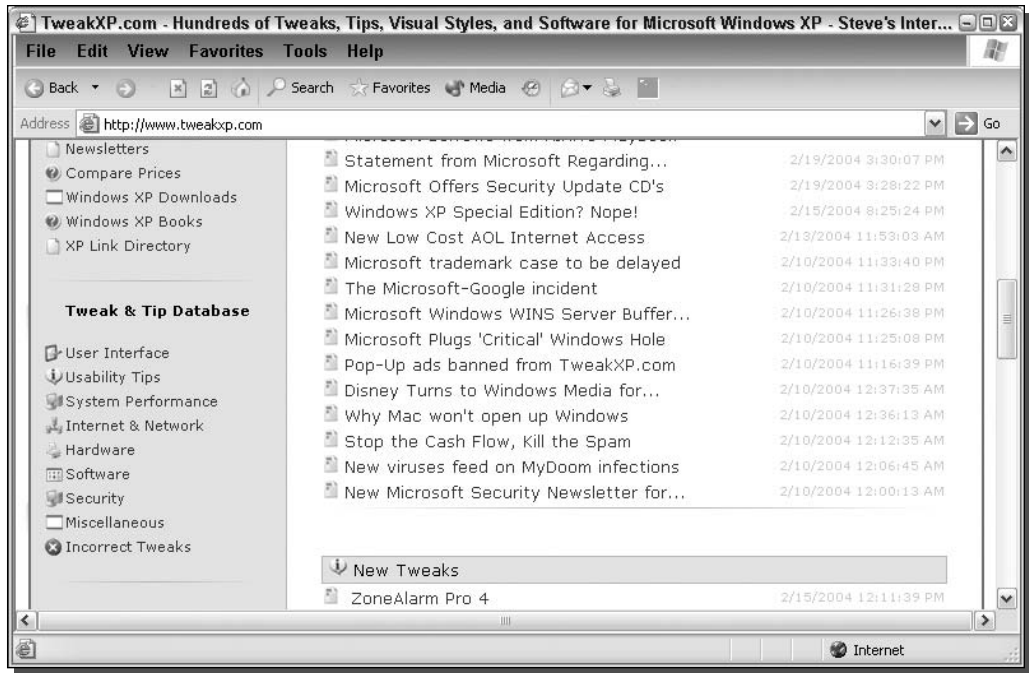 TweakXP.com - Hundreds of Tweaks, Tips, Visual Styles, and Software for Microsoft Windows XP - Steve's Inter...
File Edit View Favorites Tools Help
Back Search Favorites Media
Address http://www.tweakxp.com Go
Newsletters
Compare Prices
Windows XP Downloads
Windows XP Books
XP Link Directory
Tweak & Tip Database
User Interface
Usability Tips
System Performance
Internet & Network
Hardware
Software
Security
Miscellaneous
Incorrect Tweaks
Statement from Microsoft Regarding... 2/19/2004 3:30:07 PM
Microsoft Offers Security Update CD's 2/19/2004 3:28:22 PM
Windows XP Special Edition? Nope! 2/15/2004 8:25:24 PM
New Low Cost AOL Internet Access 2/13/2004 11:53:03 AM
Microsoft trademark case to be delayed 2/10/2004 11:33:40 PM
The Microsoft-Google incident 2/10/2004 11:31:28 PM
Microsoft Windows WINS Server Buffer... 2/10/2004 11:26:38 PM
Microsoft Plugs 'Critical' Windows Hole 2/10/2004 11:25:08 PM
Pop-Up ads banned from TweakXP.com 2/10/2004 11:16:39 PM
Disney Turns to Windows Media for... 2/10/2004 12:37:35 AM
Why Mac won't open up Windows 2/10/2004 12:36:13 AM
Stop the Cash Flow, Kill the Spam 2/10/2004 12:12:35 AM
New viruses feed on MyDoom infections 2/10/2004 12:06:45 AM
New Microsoft Security Newsletter for... 2/10/2004 12:00:13 AM
New Tweaks
ZoneAlarm Pro 4 2/15/2004 12:11:39 PM
Internet